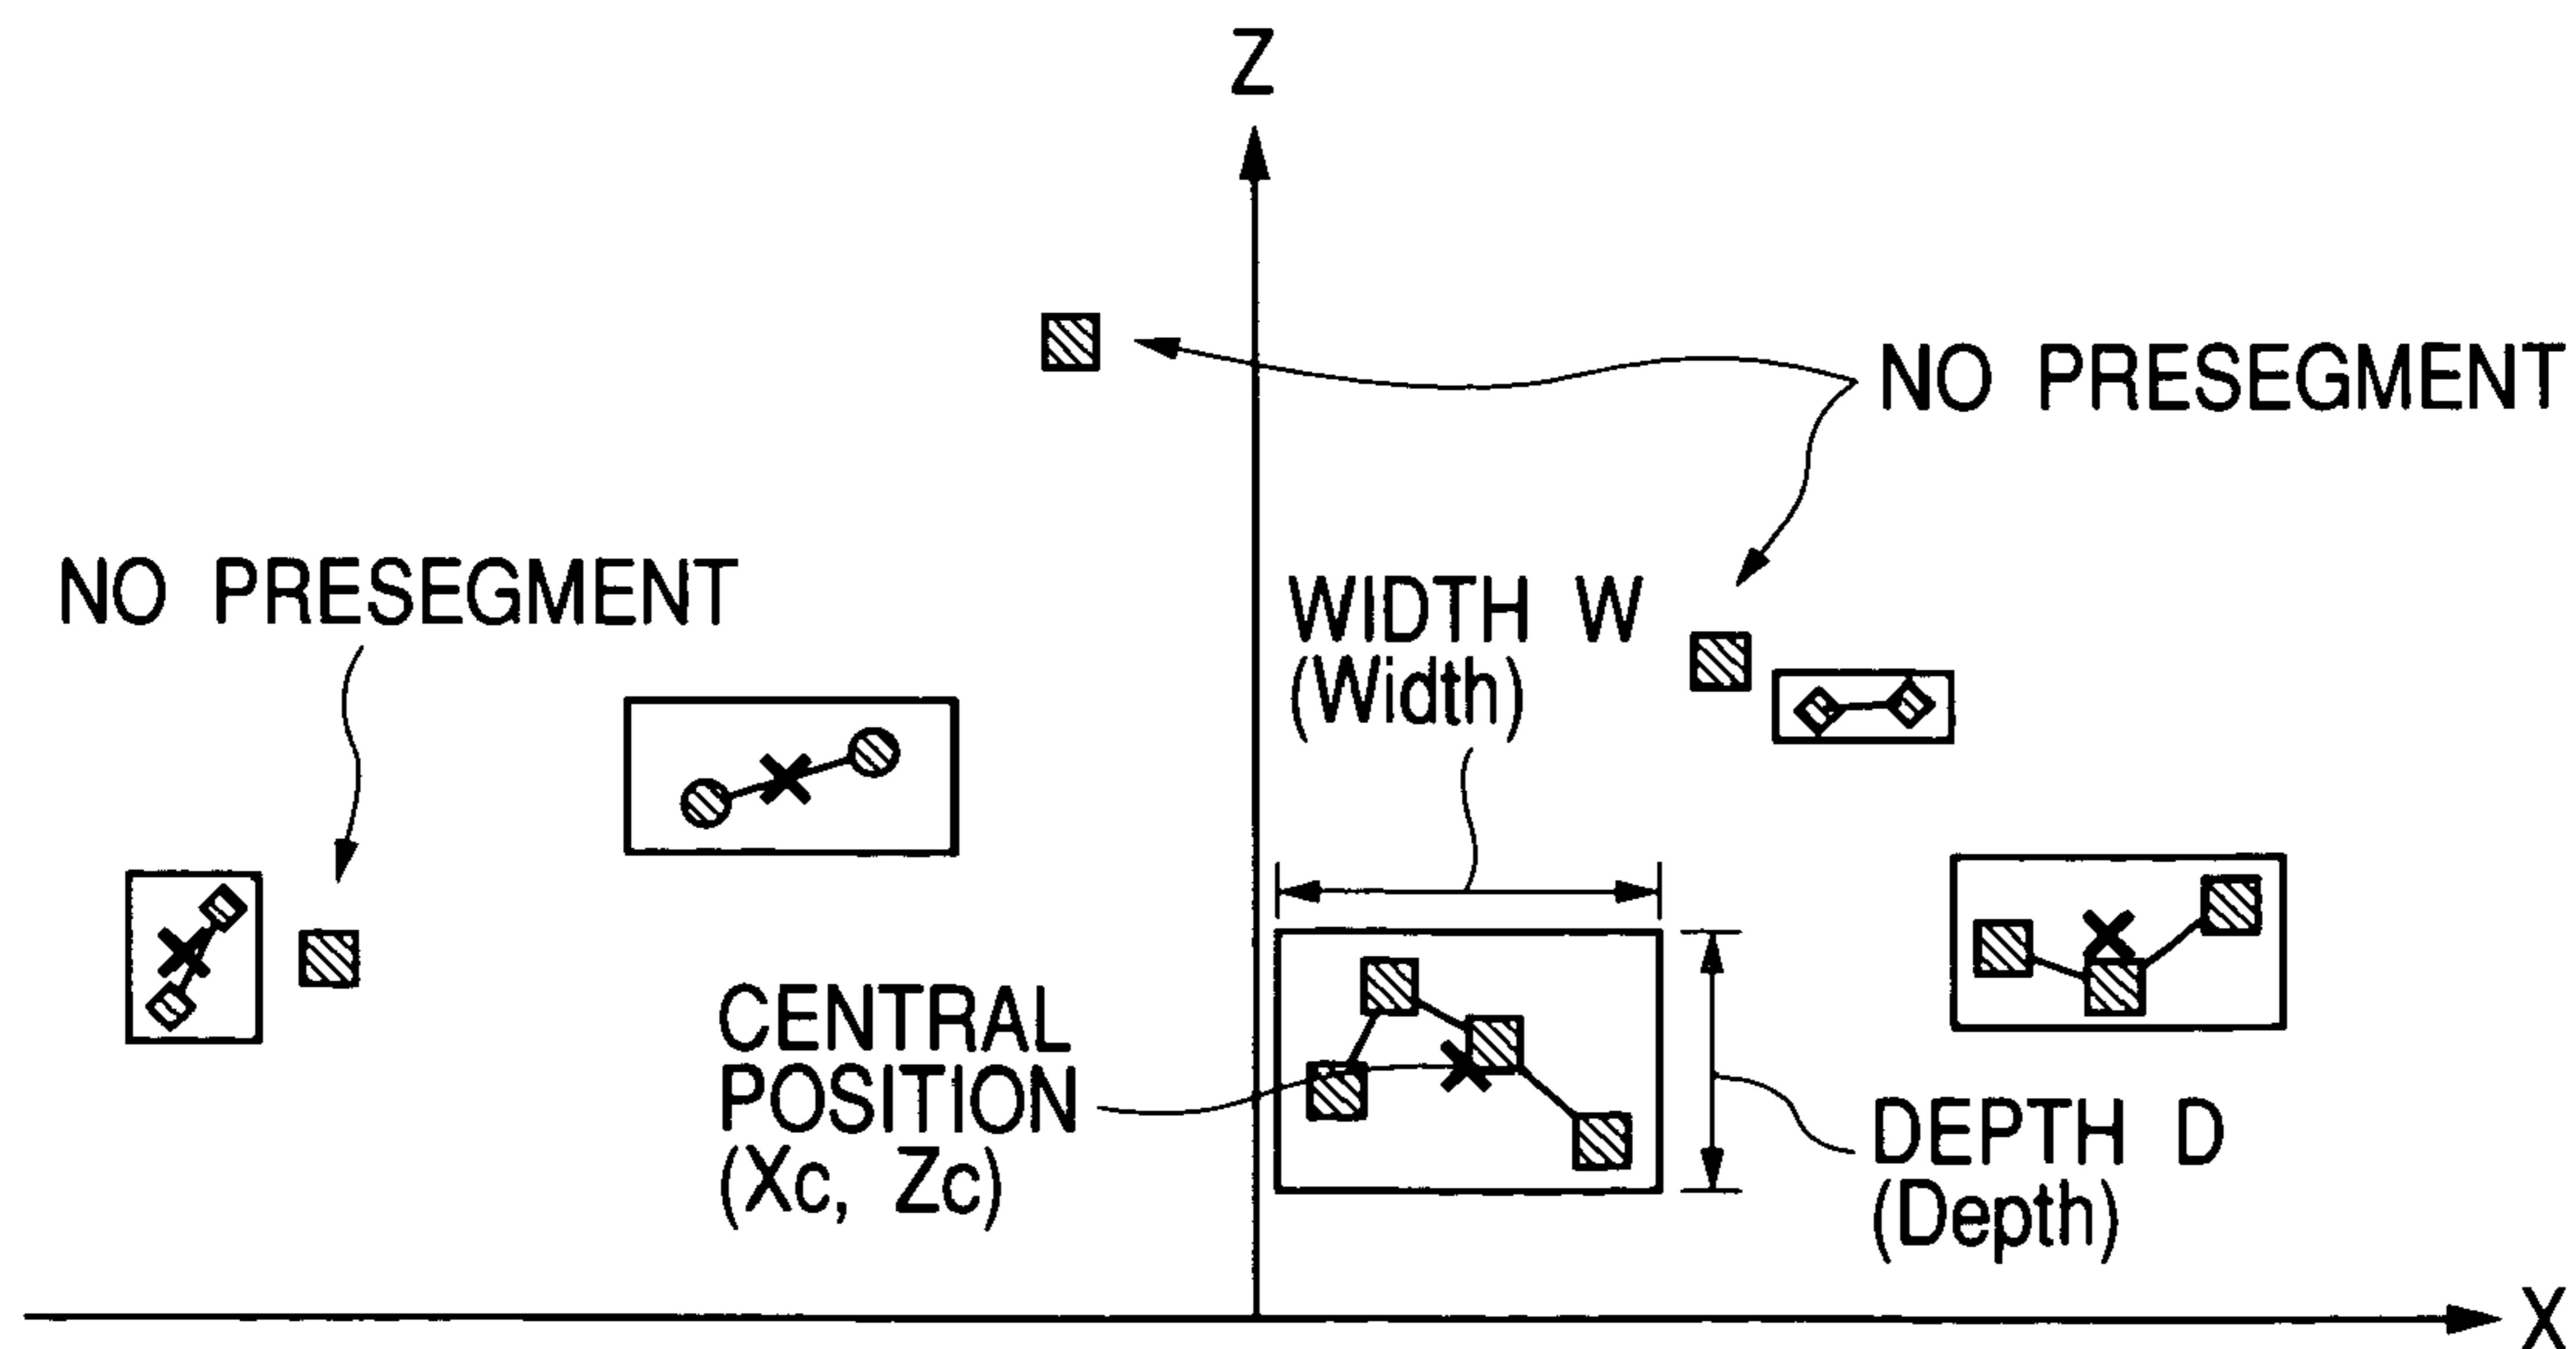 Z
NO PRESEGMENT
NO PRESEGMENT
WIDTH W
(Width)
CENTRAL
POSITION
(Xc, Zc)
DEPTH D
(Depth)
X